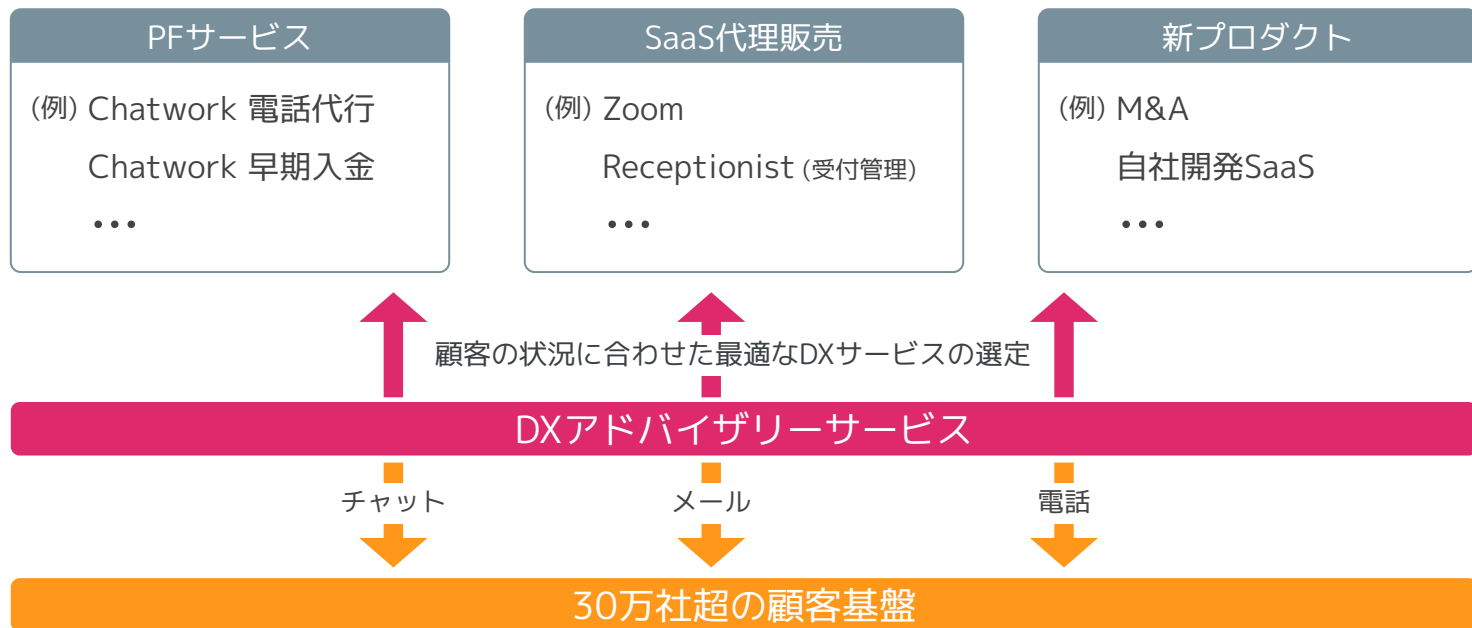 PFサービス
SaaS代理販売
新プロダクト
(例) Chatwork 電話代行
Chatwork 早期入金
•••
(例) Zoom
Receptionist (受付管理)
•••
(例) M&A
自社開発SaaS
•••
顧客の状況に合わせた最適なDXサービスの選定
DXアドバイザリーサービス
チャット
メール
電話
30万社超の顧客基盤